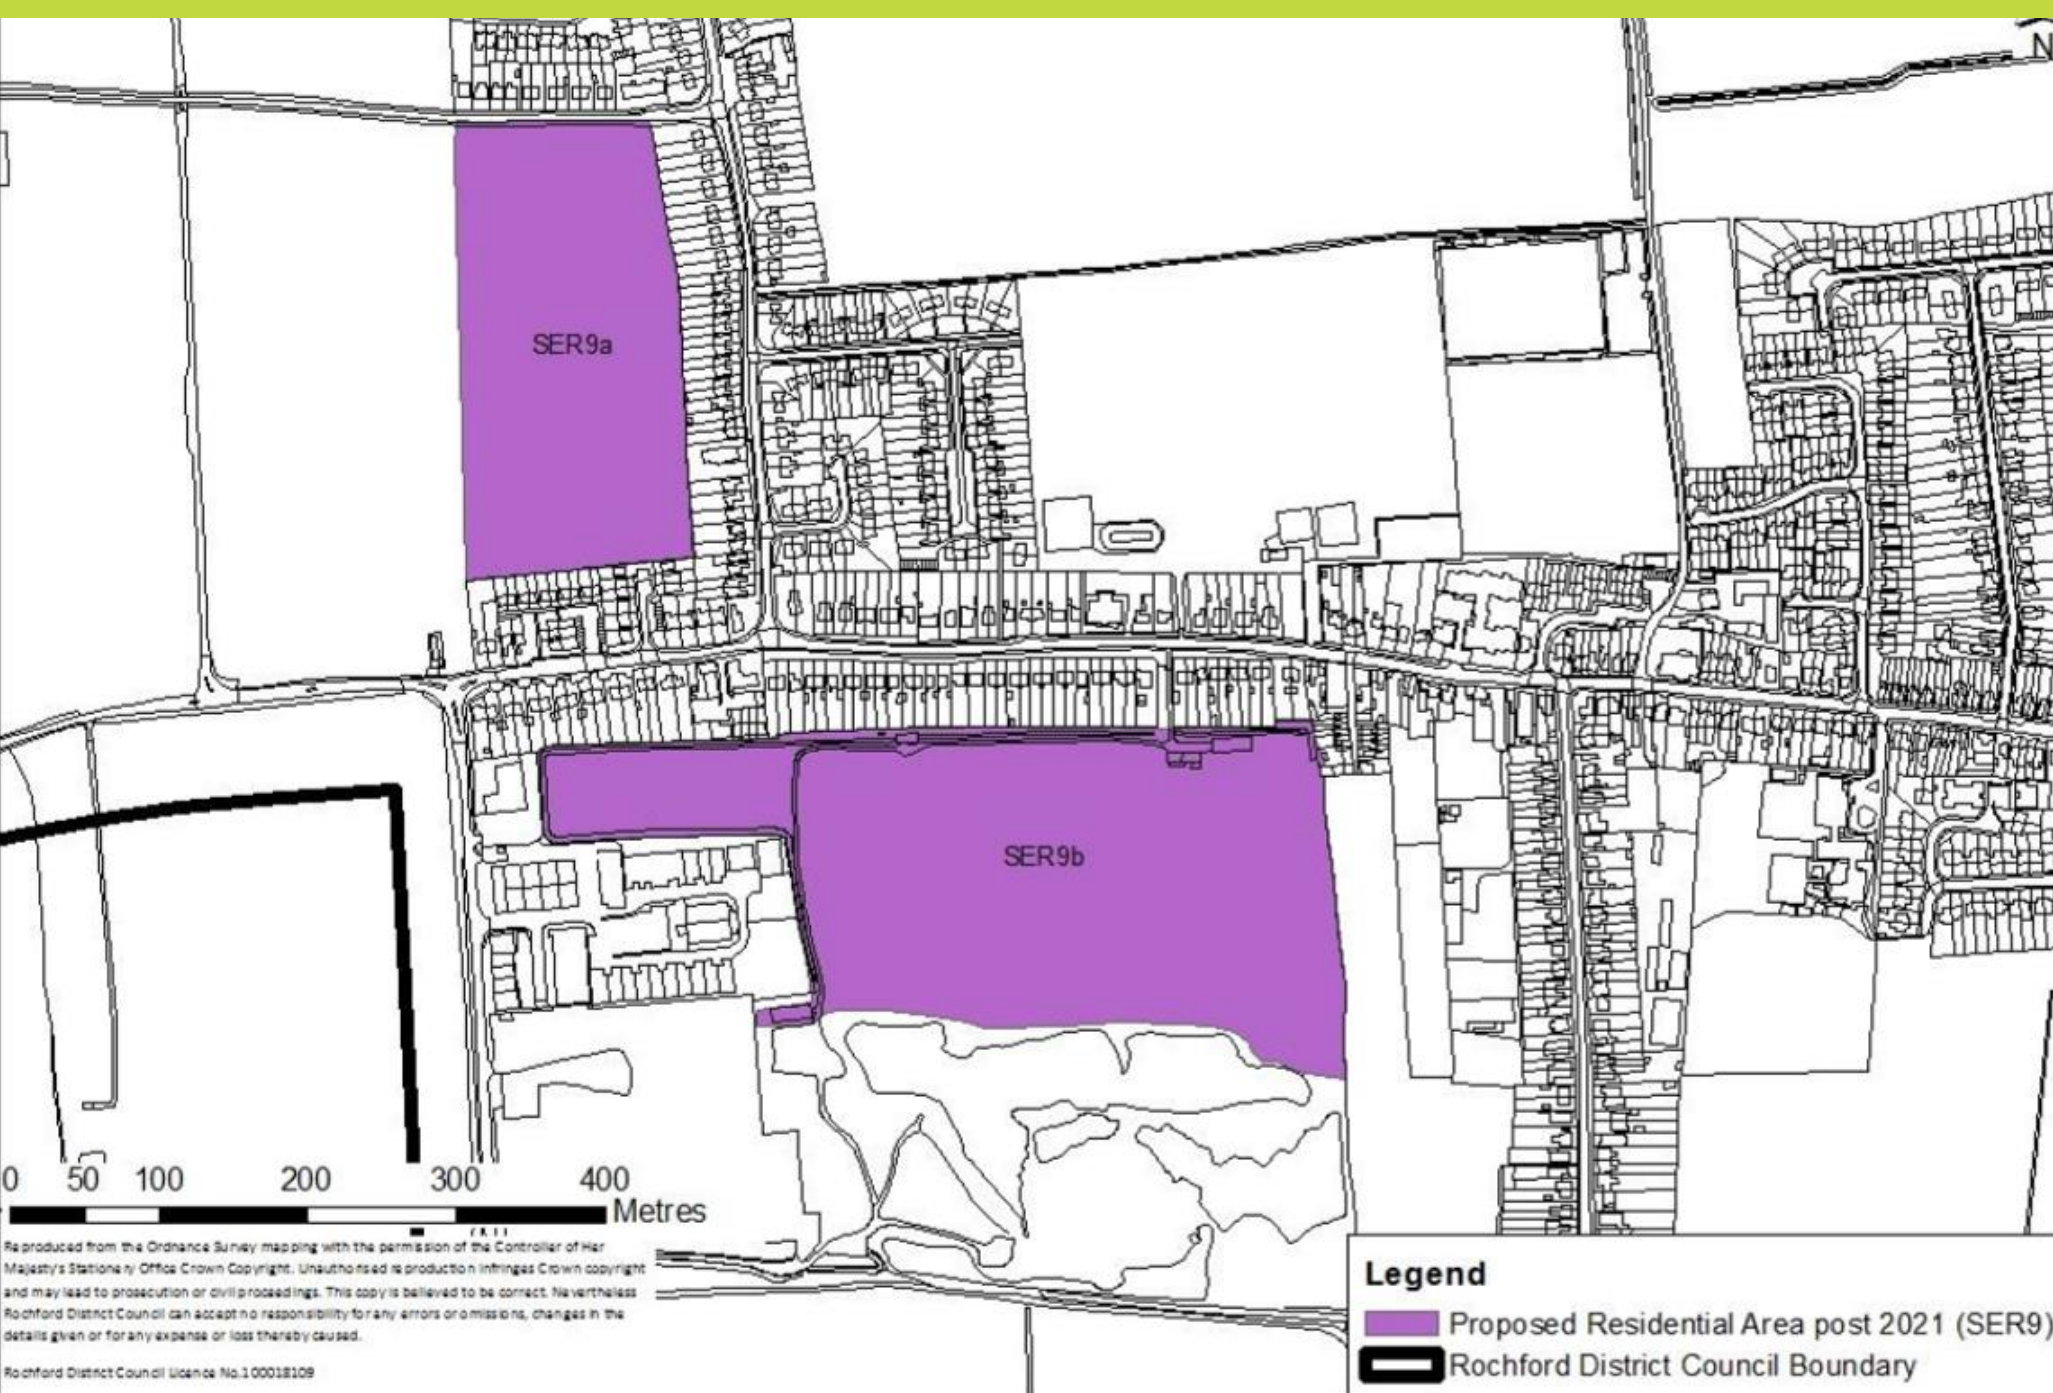 N
SER9a
SER9b
0 50 100 200 300 400
Metres
Reproduced from the Ordnance Survey mapping with the permission of the Controller of Her
Majesty's Stationery Office Crown Copyright. Unauthorised reproduction infringes Crown copyright
and may lead to prosecution or civil proceedings. This copy is believed to be correct. Nevertheless
Rochford District Council can accept no responsibility for any errors or omissions, changes in the
details given or for any expense or loss thereby caused.
Rochford District Council Licence No.100018109
Legend
Proposed Residential Area post 2021 (SER9)
Rochford District Council Boundary